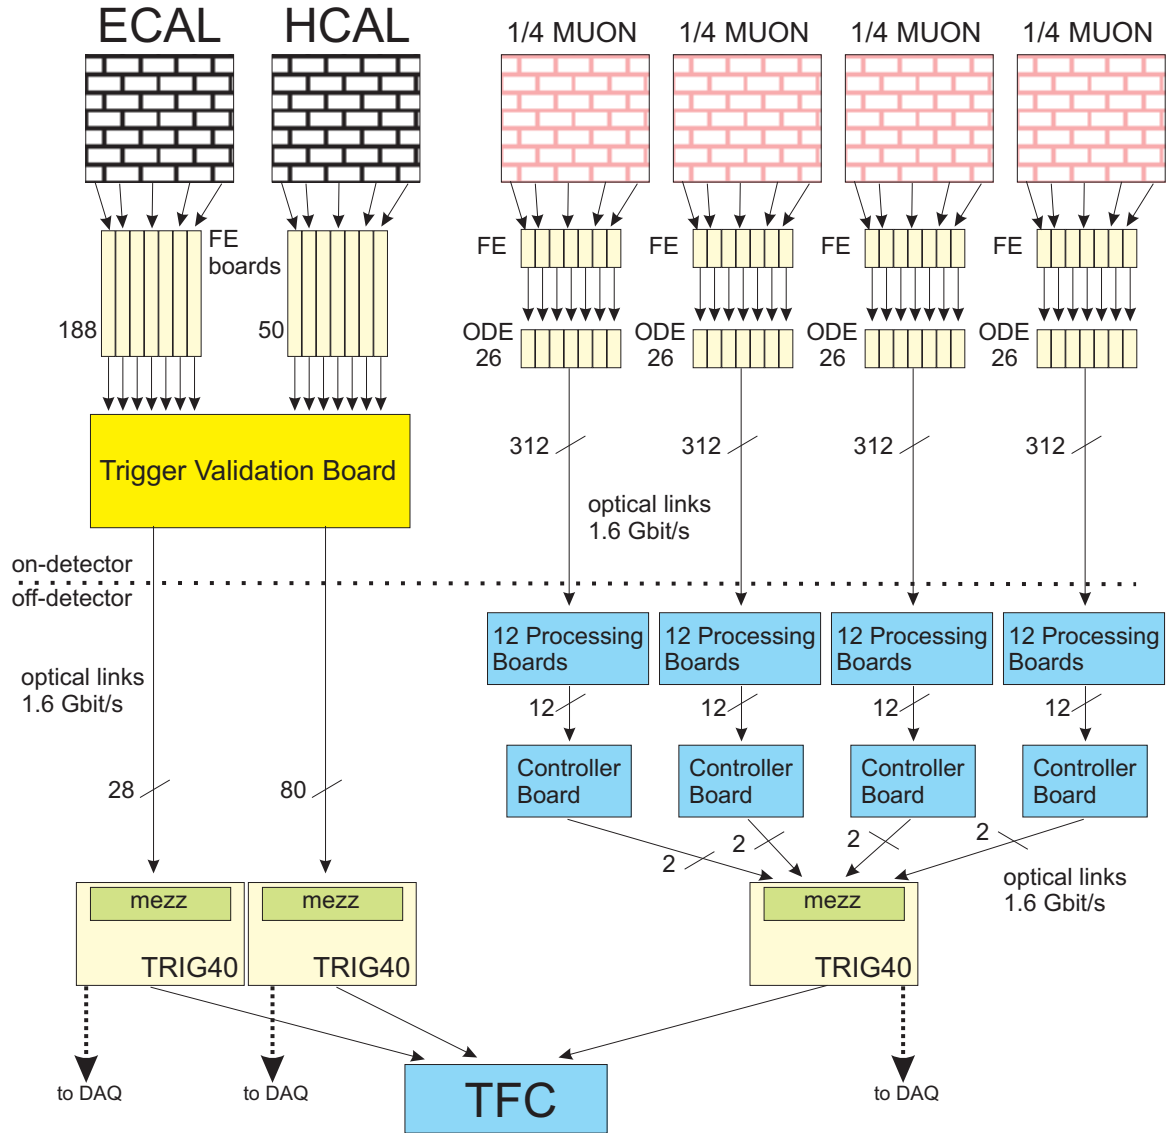 ECAL
HCAL
1/4 MUON
1/4 MUON
1/4 MUON
1/4 MUON
FE
boards
FE
FE
FE
FE
188
50
ODE
26
ODE
26
ODE
26
ODE
26
Trigger Validation Board
312
312
312
312
optical links
1.6 Gbit/s
on-detector
off-detector
12 Processing
Boards
12 Processing
Boards
12 Processing
Boards
12 Processing
Boards
optical links
1.6 Gbit/s
12
12
12
12
Controller
Board
Controller
Board
Controller
Board
Controller
Board
28
80
2
2
2
2
optical links
1.6 Gbit/s
mezz
TRIG40
mezz
TRIG40
mezz
TRIG40
to DAQ
to DAQ
TFC
to DAQ